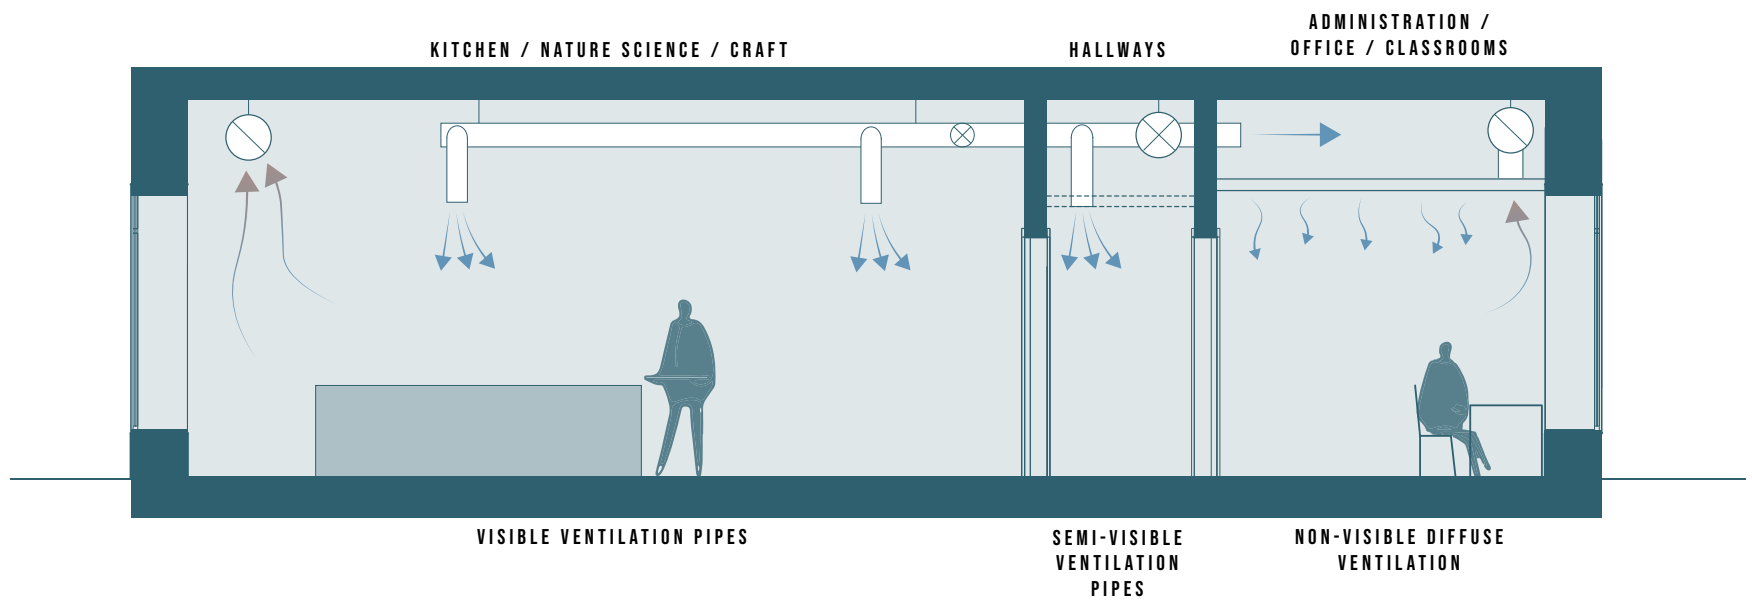 KITCHEN / NATURE SCIENCE / CRAFT
HALLWAYS
ADMINISTRATION /
OFFICE / CLASSROOMS
VISIBLE VENTILATION PIPES
SEMI-VISIBLE
VENTILATION
PIPES
NON-VISIBLE DIFFUSE
VENTILATION